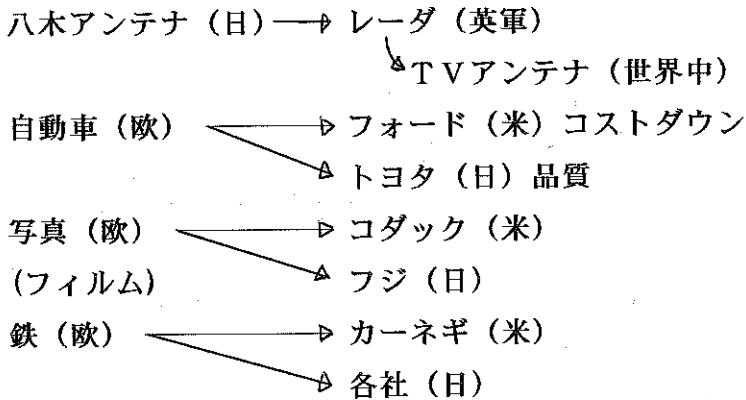 八木アンテナ（日）→レーダ（英軍）
TVアンテナ（世界中）
自動車（欧）→フォード（米）コストダウン
トヨタ（日）品質
写真（欧）→コダック（米）
(フィルム)→フジ（日）
鉄（欧）→カーネギ（米）
各社（日）